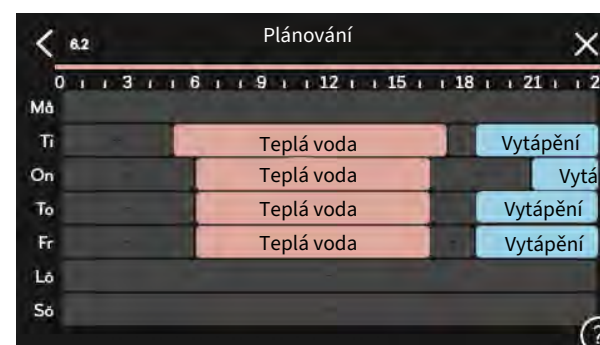 6.2 Plánování
0 3 6 9 12 15 18 21 2
Må
Ti Teplá voda Vytápění
On Teplá voda Vytá
To Teplá voda Vytápění
Fr Teplá voda Vytápění
Lö
Sö
?